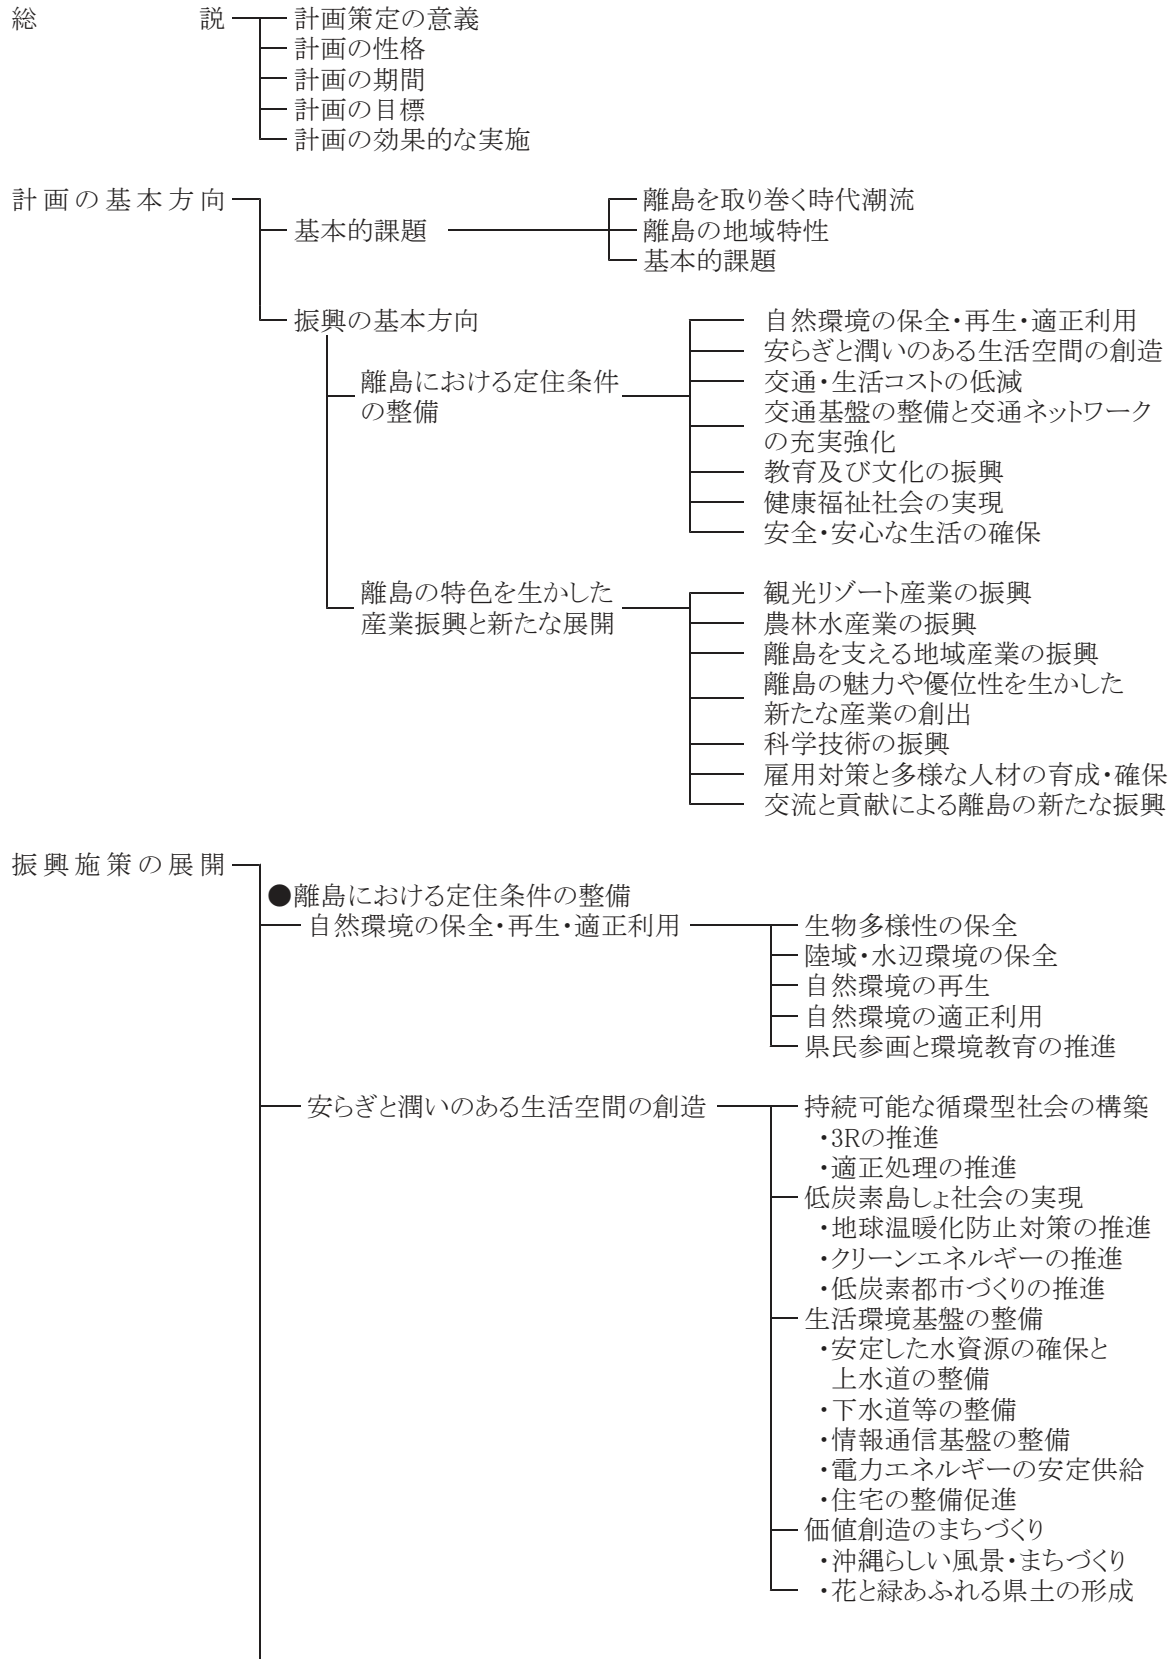 総説
計画策定の意義
計画の性格
計画の期間
計画の目標
計画の効果的な実施
計画の基本方向
基本的課題
離島を取り巻く時代潮流
離島の地域特性
基本的課題
振興の基本方向
離島における定住条件
の整備
自然環境の保全・再生・適正利用
安らぎと潤いのある生活空間の創造
交通・生活コストの低減
交通基盤の整備と交通ネットワーク
の充実強化
教育及び文化の振興
健康福祉社会の実現
安全・安心な生活の確保
離島の特色を生かした
産業振興と新たな展開
観光リゾート産業の振興
農林水産業の振興
離島を支える地域産業の振興
離島の魅力や優位性を生かした
新たな産業の創出
科学技術の振興
雇用対策と多様な人材の育成・確保
交流と貢献による離島の新たな振興
振興施策の展開
●離島における定住条件の整備
自然環境の保全・再生・適正利用
生物多様性の保全
陸域・水辺環境の保全
自然環境の再生
自然環境の適正利用
県民参画と環境教育の推進
安らぎと潤いのある生活空間の創造
持続可能な循環型社会の構築
・3Rの推進
・適正処理の推進
低炭素島しょ社会の実現
・地球温暖化防止対策の推進
・クリーンエネルギーの推進
・低炭素都市づくりの推進
生活環境基盤の整備
・安定した水資源の確保と
上水道の整備
・下水道等の整備
・情報通信基盤の整備
・電力エネルギーの安定供給
・住宅の整備促進
価値創造のまちづくり
・沖縄らしい風景・まちづくり
・花と緑あふれる県土の形成